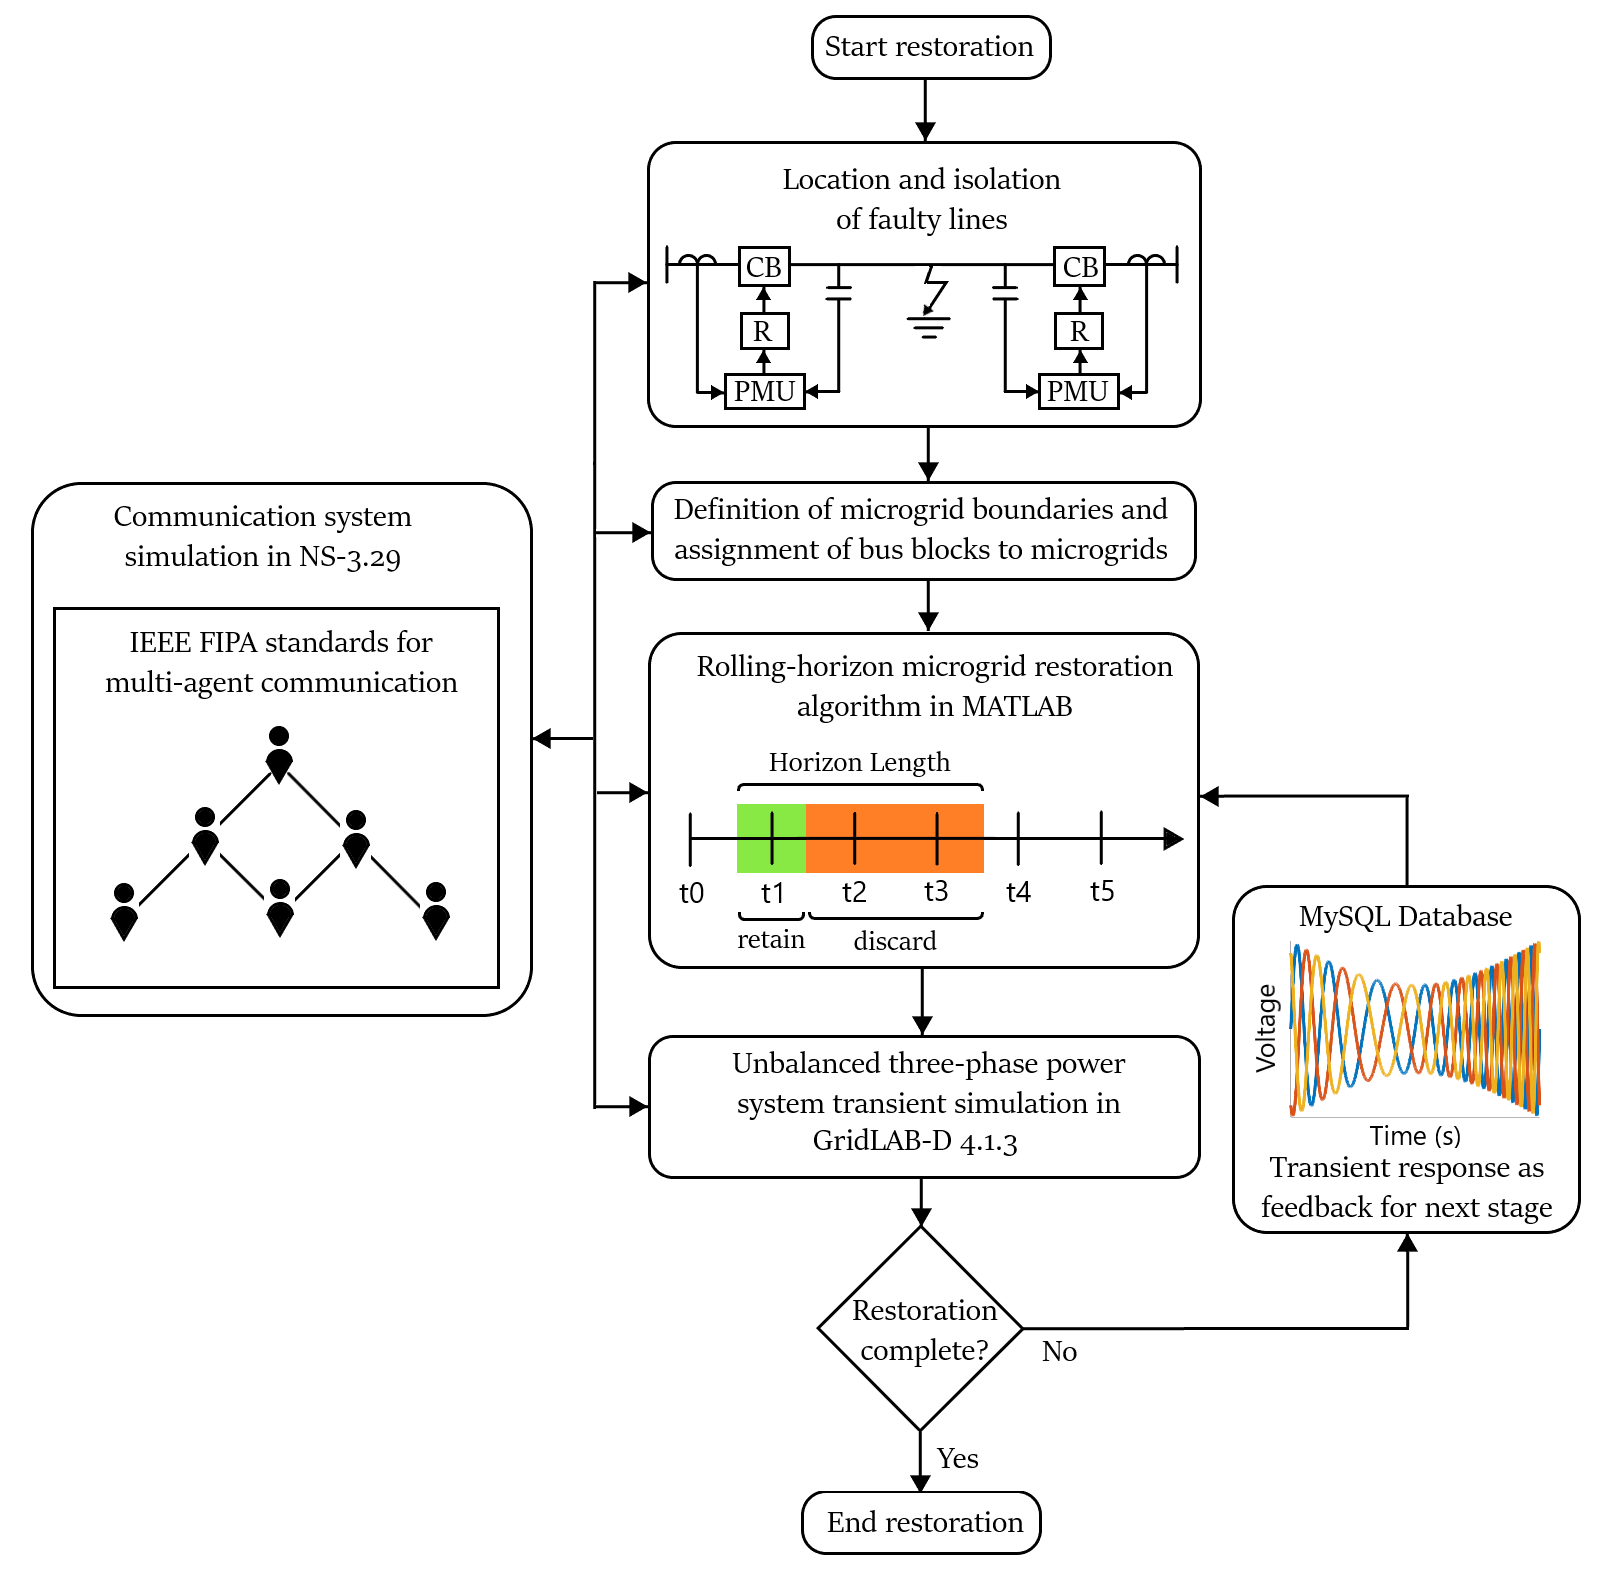 Start restoration
Location and isolation
of faulty lines
CB
CB
R
R
PMU
PMU
Definition of microgrid boundaries and
assignment of bus blocks to microgrids
Communication system
simulation in NS-3.29
IEEE FIPA standards for
multi-agent communication
Rolling-horizon microgrid restoration
algorithm in MATLAB
Horizon Length
t0 t1 t2 t3 t4 t5
retain discard
MySQL Database
Voltage
Time (s)
Transient response as
feedback for next stage
Unbalanced three-phase power
system transient simulation in
GridLAB-D 4.1.3
Restoration
complete?
No
Yes
End restoration